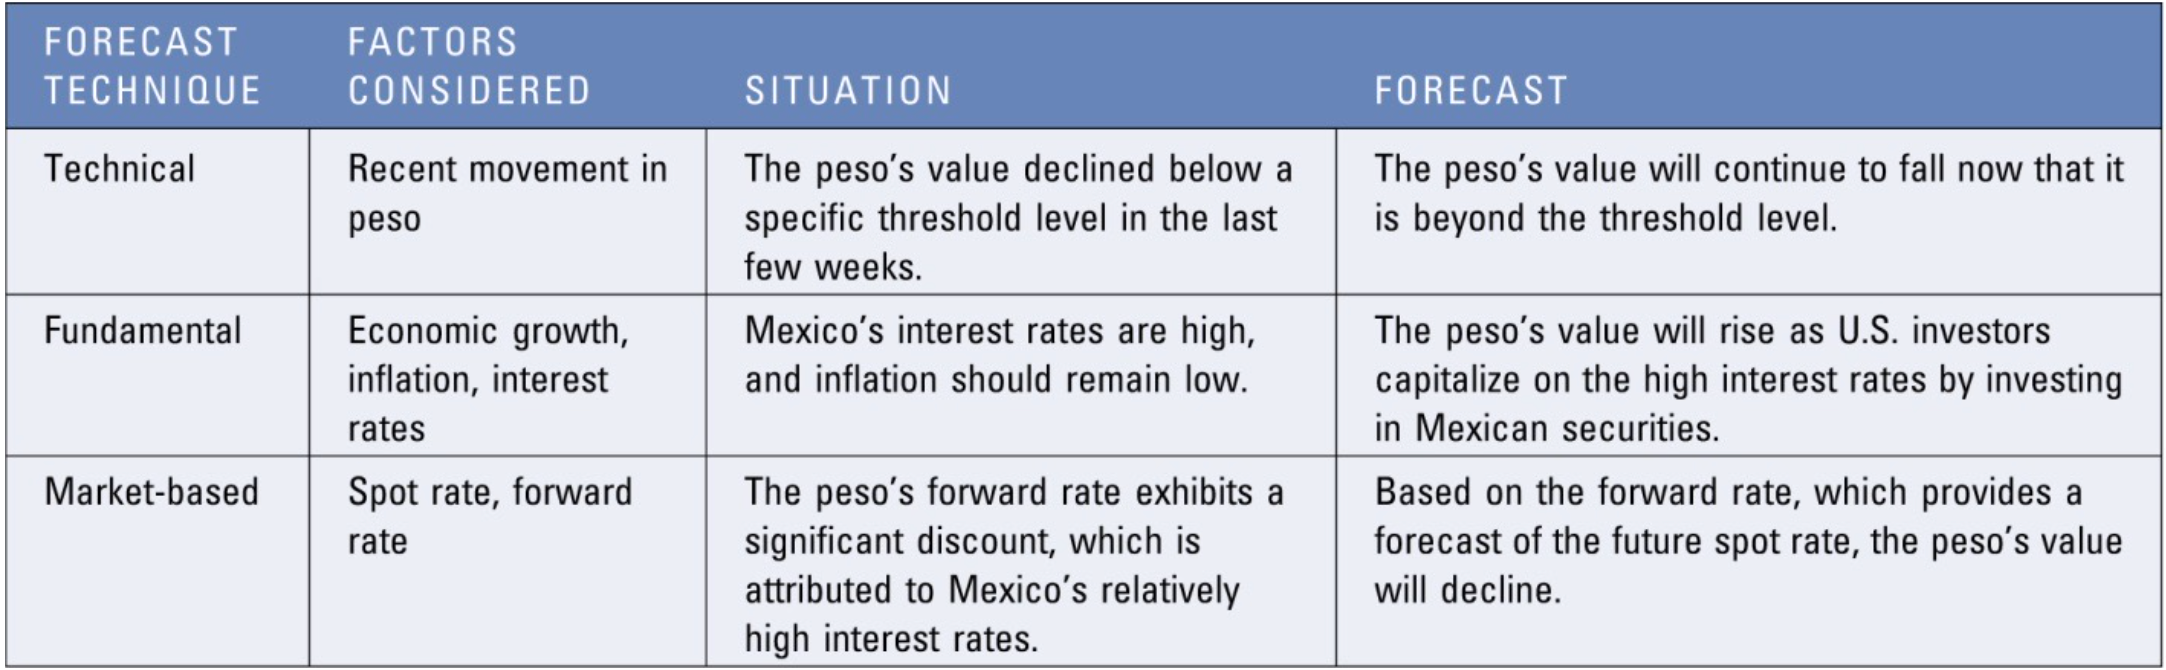 FORECAST TECHNIQUE
FACTORS CONSIDERED
SITUATION
FORECAST
Technical
Recent movement in
peso
The peso's value declined below a
specific threshold level in the last
few weeks.
The peso's value will continue to fall now that it
is beyond the threshold level.
Fundamental
Economic growth,
inflation, interest
rates
Mexico's interest rates are high,
and inflation should remain low.
The peso's value will rise as U.S. investors
capitalize on the high interest rates by investing
in Mexican securities.
Market-based
Spot rate, forward
rate
The peso's forward rate exhibits a
significant discount, which is
attributed to Mexico's relatively
high interest rates.
Based on the forward rate, which provides a
forecast of the future spot rate, the peso's value
will decline.